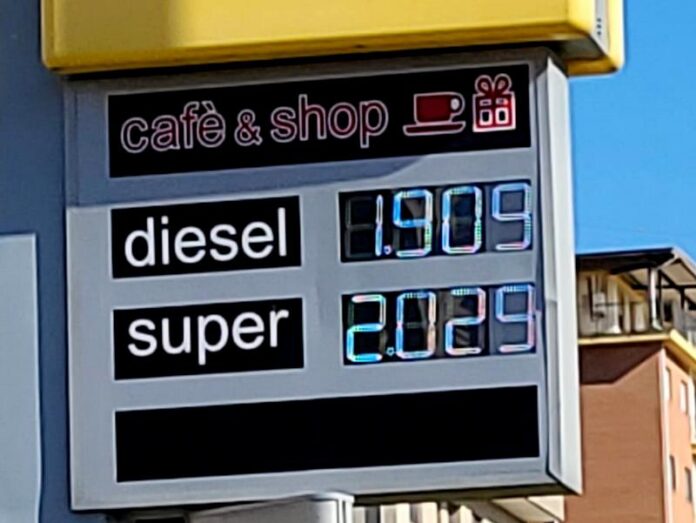 cafè & shop
diesel 1.909
super 2.029